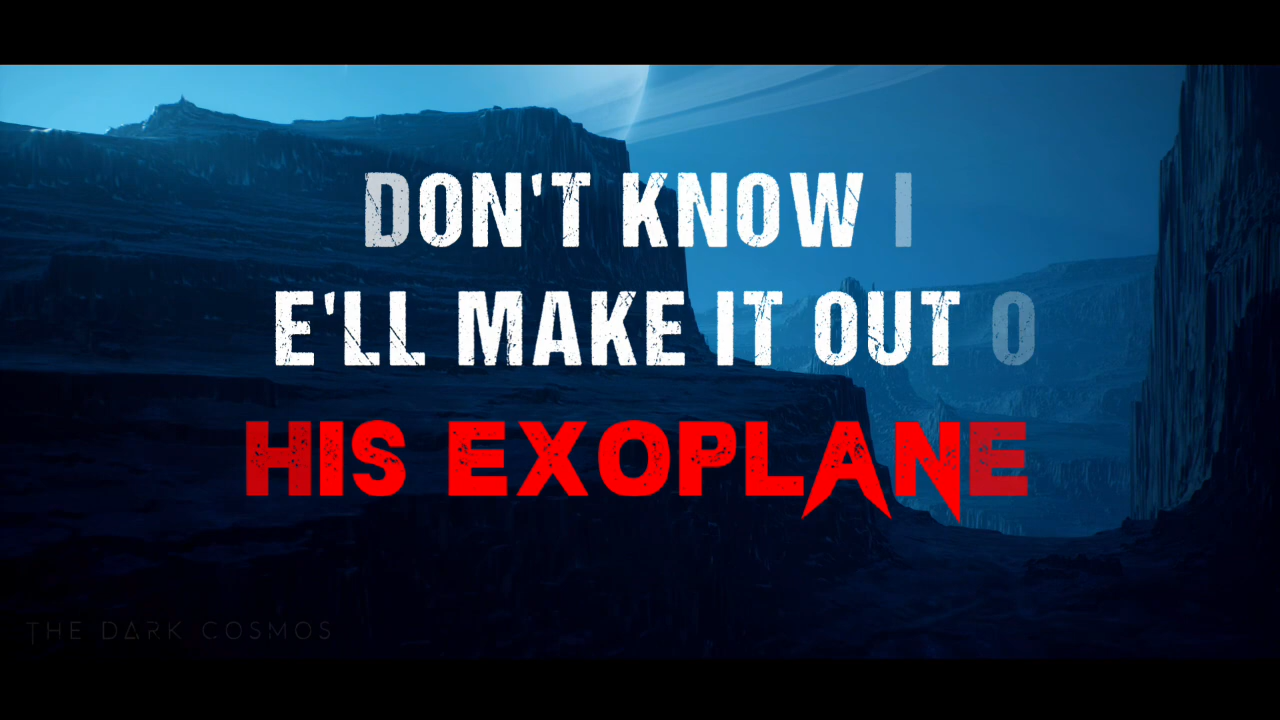 DON'T KNOW I
E'LL MAKE IT OUT O
HIS EXOPLANE
THE DARK COSMOS